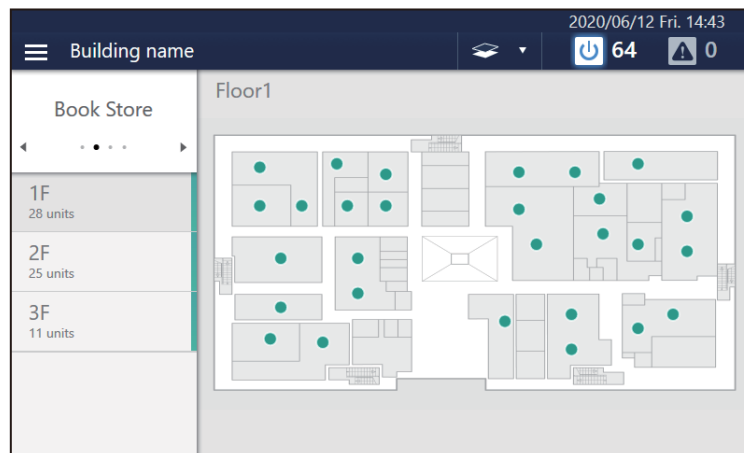 2020/06/12 Fri. 14:43
Building name
64
0
Book Store
Floor1
1F
28 units
2F
25 units
3F
11 units